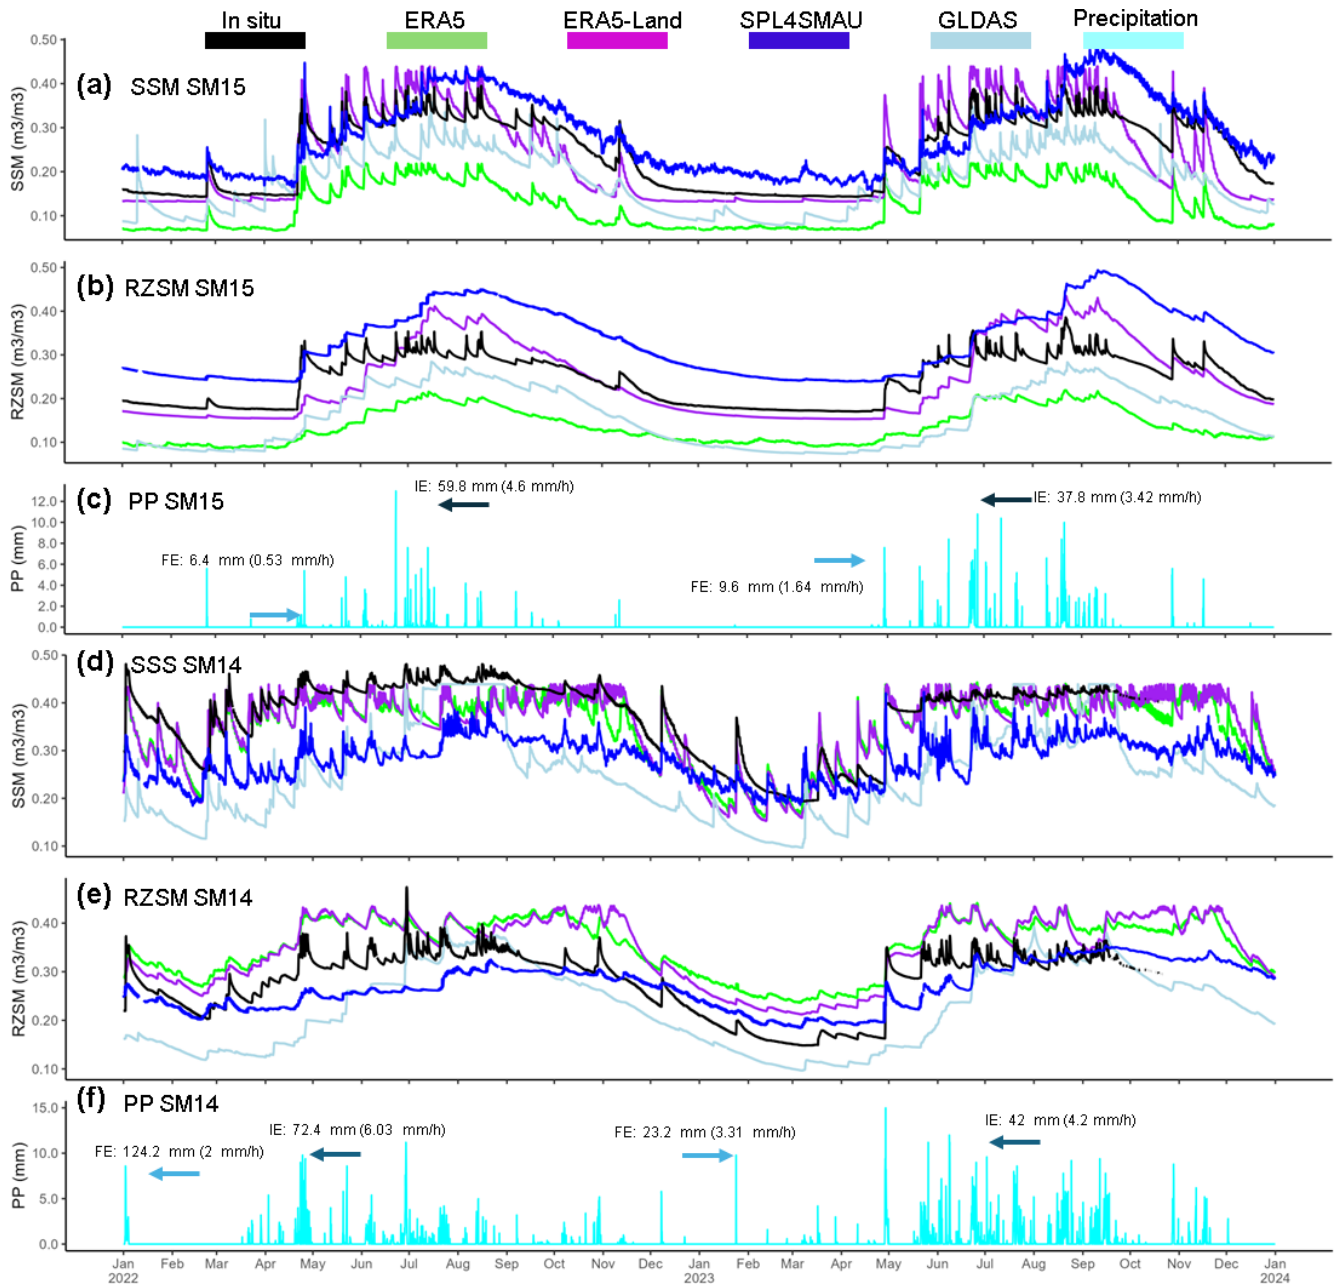 In situ ERA5 ERA5-Land SPL4SMAU GLDAS Precipitation
(a) SSM SM15
SSM (m3/m3)
0.50
0.40
0.30
0.20
0.10
(b) RZSM SM15
RZSM (m3/m3)
0.50
0.40
0.30
0.20
0.10
(c) PP SM15
PP (mm)
12.0
10.0
8.0
6.0
4.0
2.0
0.0
IE: 59.8 mm (4.6 mm/h)
IE: 37.8 mm (3.42 mm/h)
FE: 6.4 mm (0.53 mm/h)
FE: 9.6 mm (1.64 mm/h)
(d) SSS SM14
SSM (m3/m3)
0.50
0.40
0.30
0.20
0.10
(e) RZSM SM14
RZSM (m3/m3)
0.40
0.30
0.20
0.10
(f) PP SM14
PP (mm)
15.0
10.0
5.0
0.0
IE: 42 mm (4.2 mm/h)
IE: 72.4 mm (6.03 mm/h)
FE: 23.2 mm (3.31 mm/h)
FE: 124.2 mm (2 mm/h)
Jan Feb Mar Apr May Jun Jul Aug Sep Oct Nov Dec Jan Feb Mar Apr May Jun Jul Aug Sep Oct Nov Dec Jan
2022 2023 2024